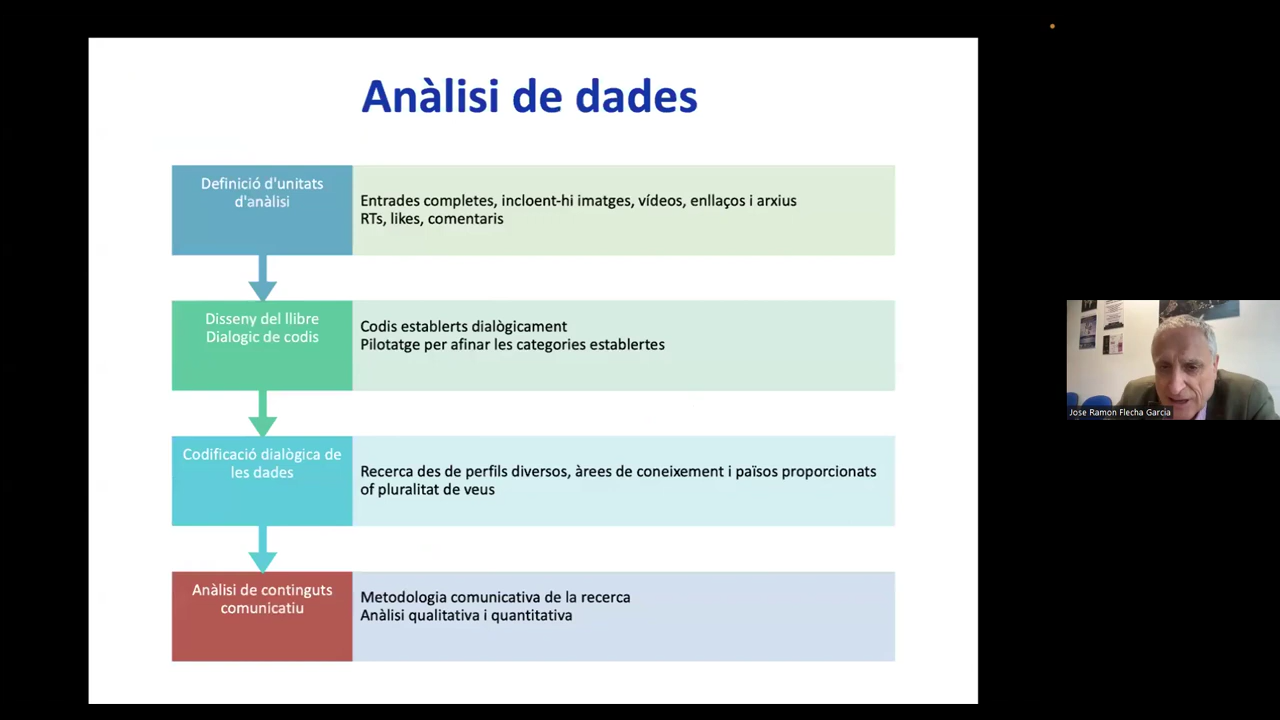 Anàlisi de dades
Definició d'unitats
d'anàlisi
Entrades completes, incloent-hi imatges, vídeos, enllaços i arxius
RTs, likes, comentaris
Disseny del llibre
Dialogic de codis
Codis establerts dialògicament
Pilotatge per afinar les categories establertes
Codificació dialògica de
les dades
Recerca des de perfils diversos, àrees de coneixement i països proporcionats
of pluralitat de veus
Anàlisi de continguts
comunicatiu
Metodologia comunicativa de la recerca
Anàlisi qualitativa i quantitativa
Jose Ramon Flecha Garcia